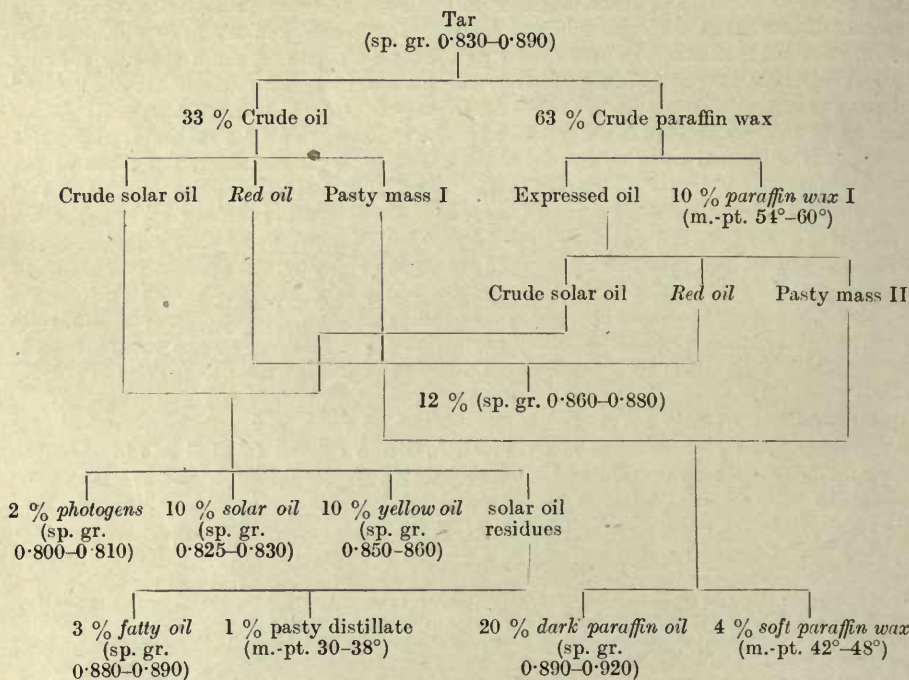 Tar
(sp. gr. 0·830–0·890)
33 % Crude oil
63 % Crude paraffin wax
Crude solar oil
Red oil
Pasty mass I
Expressed oil
10 % paraffin wax I
(m.-pt. 54°–60°)
Crude solar oil
Red oil
Pasty mass II
12 % (sp. gr. 0·860–0·880)
2 % photogens
(sp. gr.
0·800–0·810)
10 % solar oil
(sp. gr.
0·825–0·830)
10 % yellow oil
(sp. gr.
0·850–860)
solar oil
residues
3 % fatty oil
(sp. gr.
0·880–0·890)
1 % pasty distillate
(m.-pt. 30–38°)
20 % dark paraffin oil
(sp. gr.
0·890–0·920)
4 % soft paraffin wax
(m.-pt. 42°–48°)